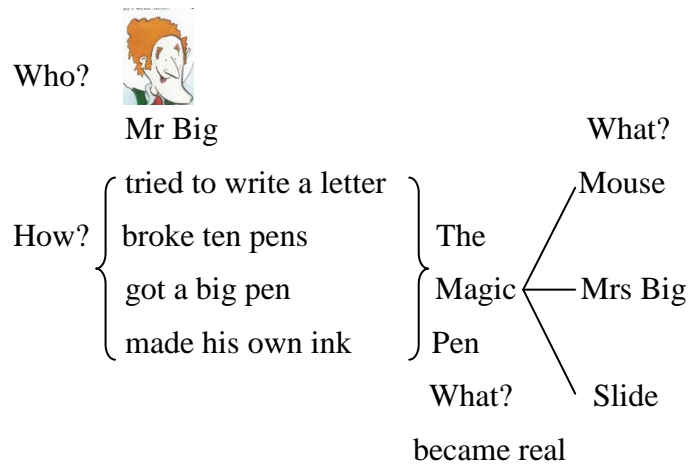 Who?
Mr Big What?
tried to write a letter Mouse
How? broke ten pens The
got a big pen Magic Mrs Big
made his own ink Pen
What? Slide
became real